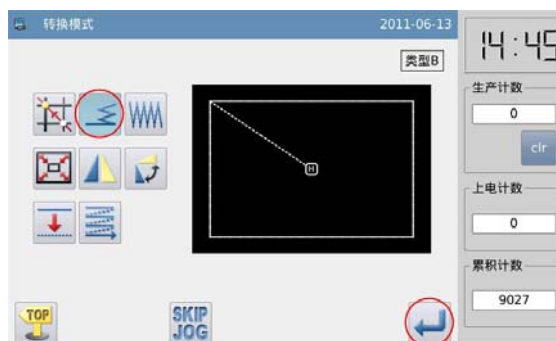 转换模式 2011-06-13
类型B
14:45
生产计数
0
clr
上电计数
0
累积计数
9027
H
TOP
SKIP
JOG